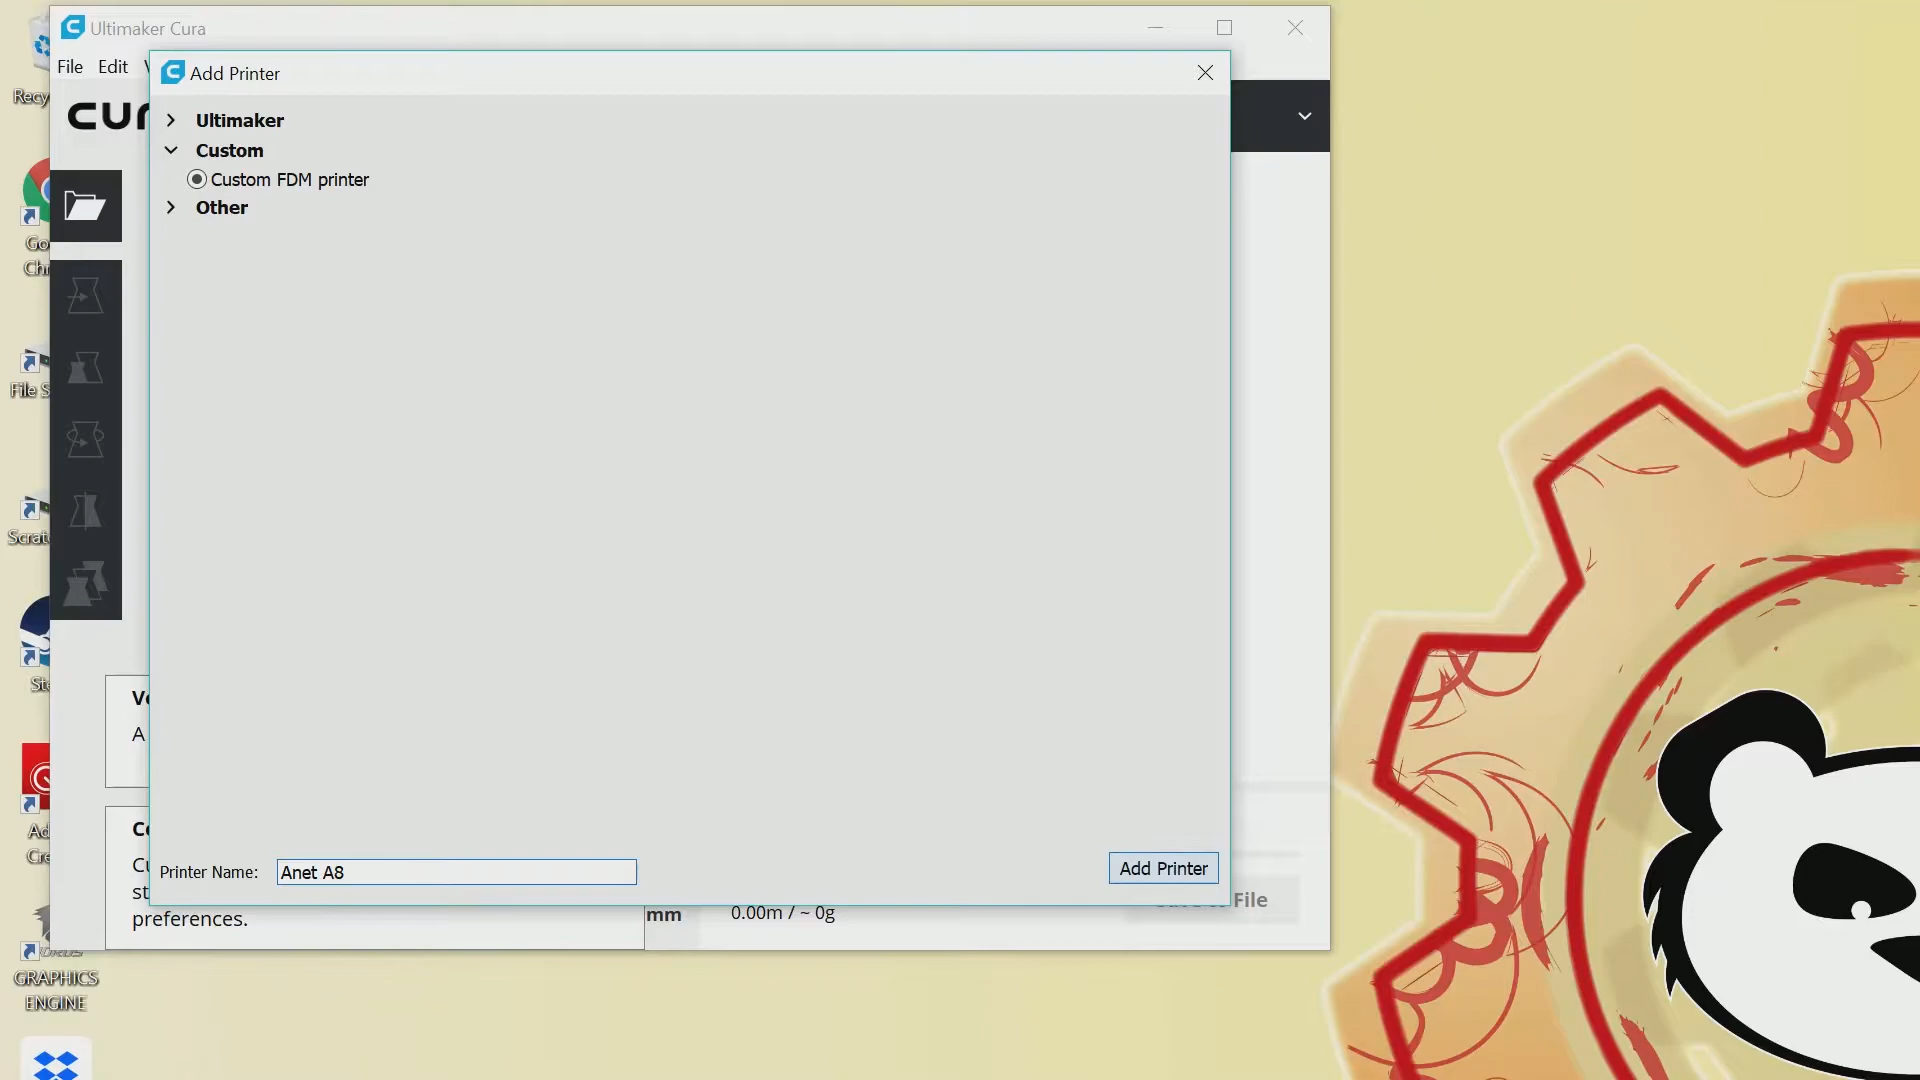 Ultimaker Cura
File Edit
Add Printer
Ultimaker
Custom
Custom FDM printer
Other
Printer Name:
Anet A8
Add Printer
preferences.
mm
0.00m / ~ 0g
File
GRAPHICS
ENGINE